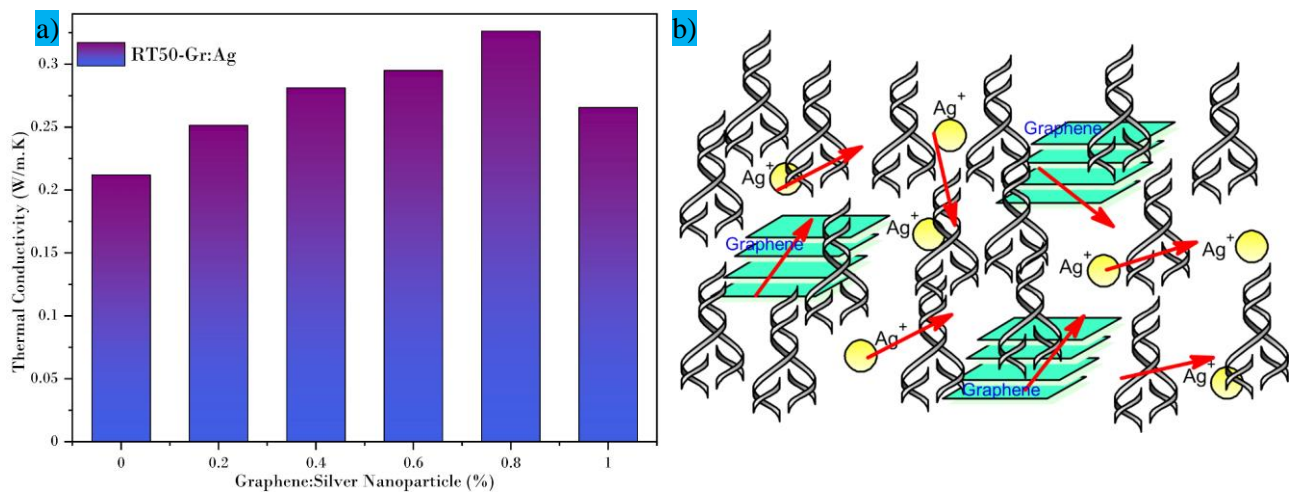 a)
RT50-Gr:Ag
Thermal Conductivity (W/m.K)
0.3
0.25
0.2
0.15
0.1
0.05
0
0
0.2
0.4
0.6
0.8
1
Graphene:Silver Nanoparticle (%)
b)
Ag+
Graphene
Ag+
Graphene
Ag+
Ag+
Ag+
Ag+
Ag+
Graphene